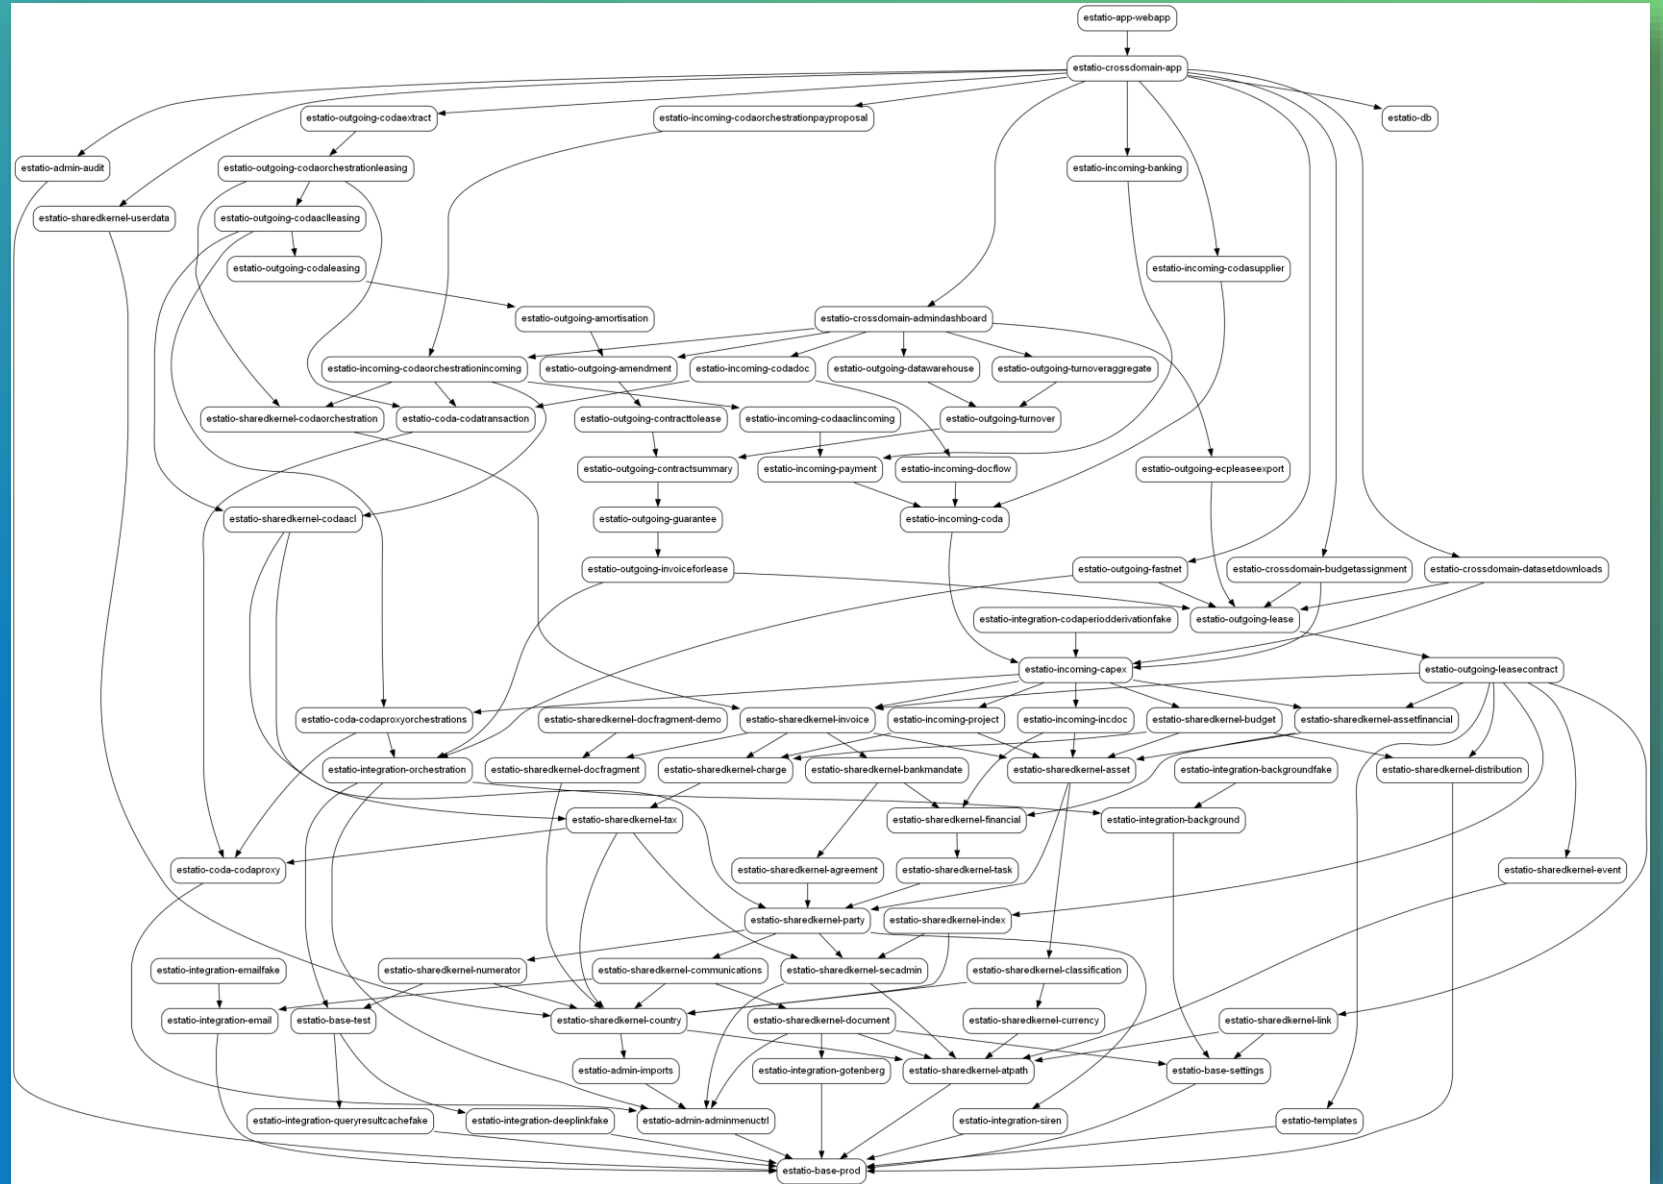 estatio-app-webapp
estatio-crossdomain-app
estatio-outgoing-codaextract
estatio-incoming-codaorchestrationpayproposal
estatio-db
estatio-admin-audit
estatio-outgoing-codaorchestrationleasing
estatio-incoming-banking
estatio-sharedkernel-userdata
estatio-outgoing-codaaclleasing
estatio-outgoing-codaleasing
estatio-incoming-codasupplier
estatio-outgoing-amortisation
estatio-crossdomain-admindashboard
estatio-incoming-codaorchestrationincoming
estatio-outgoing-amendment
estatio-incoming-codadoc
estatio-outgoing-datawarehouse
estatio-outgoing-turnoveraggregate
estatio-sharedkernel-codaorchestration
estatio-coda-codatransaction
estatio-outgoing-contracttolease
estatio-incoming-codaaclincoming
estatio-outgoing-turnover
estatio-outgoing-contractsummary
estatio-incoming-payment
estatio-incoming-docflow
estatio-outgoing-ecpleaseexport
estatio-sharedkernel-codaacl
estatio-outgoing-guarantee
estatio-incoming-coda
estatio-outgoing-invoiceforlease
estatio-outgoing-fastnet
estatio-crossdomain-budgetassignment
estatio-crossdomain-datasetdownloads
estatio-integration-codaperiodderivationfake
estatio-outgoing-lease
estatio-incoming-capex
estatio-outgoing-leasecontract
estatio-coda-codaproxyorchestrations
estatio-sharedkernel-docfragment-demo
estatio-sharedkernel-invoice
estatio-incoming-project
estatio-incoming-incdoc
estatio-sharedkernel-budget
estatio-sharedkernel-assetfinancial
estatio-integration-orchestration
estatio-sharedkernel-docfragment
estatio-sharedkernel-charge
estatio-sharedkernel-bankmandate
estatio-sharedkernel-asset
estatio-integration-backgroundfake
estatio-sharedkernel-distribution
estatio-sharedkernel-tax
estatio-sharedkernel-financial
estatio-integration-background
estatio-coda-codaproxy
estatio-sharedkernel-agreement
estatio-sharedkernel-task
estatio-sharedkernel-event
estatio-sharedkernel-party
estatio-sharedkernel-index
estatio-integration-emailfake
estatio-sharedkernel-numerator
estatio-sharedkernel-communications
estatio-sharedkernel-secadmin
estatio-sharedkernel-classification
estatio-integration-email
estatio-base-test
estatio-sharedkernel-country
estatio-sharedkernel-document
estatio-sharedkernel-currency
estatio-sharedkernel-link
estatio-admin-imports
estatio-integration-gotenberg
estatio-sharedkernel-atpath
estatio-base-settings
estatio-integration-queryresultcachefake
estatio-integration-deeplinkfake
estatio-admin-adminmenuctrl
estatio-integration-siren
estatio-templates
estatio-base-prod